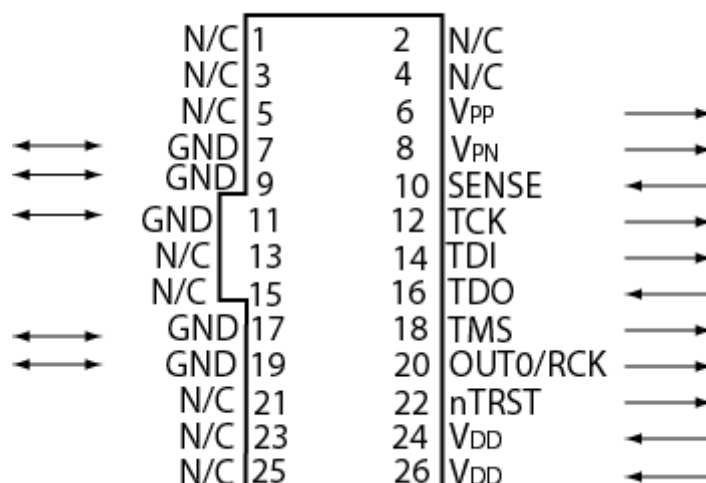 N/C 1 2 N/C
N/C 3 4 N/C
N/C 5 6 VPP
GND 7 8 VPN
GND 9 10 SENSE
GND 11 12 TCK
N/C 13 14 TDI
N/C 15 16 TDO
GND 17 18 TMS
GND 19 20 OUT0/RCK
N/C 21 22 nTRST
N/C 23 24 VDD
N/C 25 26 VDD